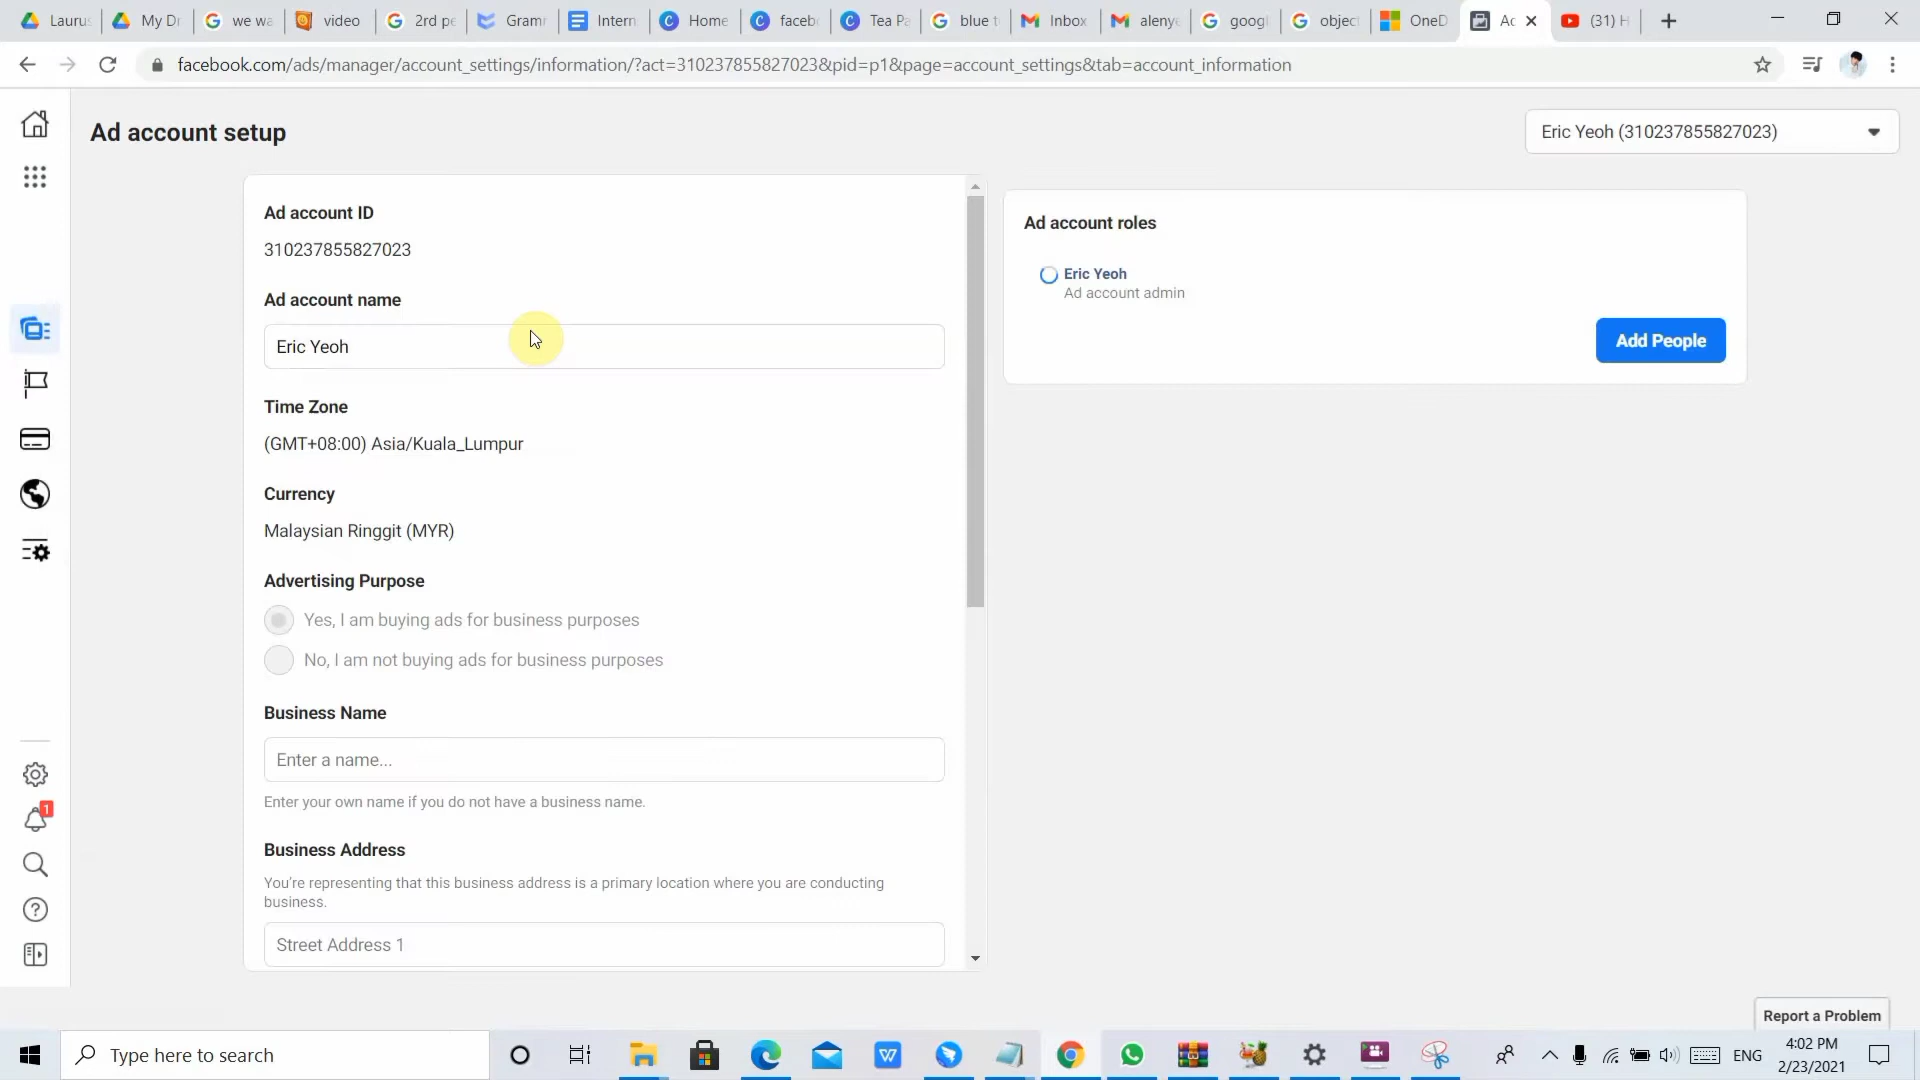 Laurus
My Dr
we wa
video
2rd pe
Gramr
Intern
Home
facebo
Tea Pa
blue t
Inbox
alenye
googl
object
OneD
Ac
(31) H
facebook.com/ads/manager/account_settings/information/?act=310237855827023&pid=p1&page=account_settings&tab=account_information
Ad account setup
Eric Yeoh (310237855827023)
Ad account ID
310237855827023
Ad account name
Eric Yeoh
Time Zone
(GMT+08:00) Asia/Kuala_Lumpur
Currency
Malaysian Ringgit (MYR)
Advertising Purpose
Yes, I am buying ads for business purposes
No, I am not buying ads for business purposes
Business Name
Enter a name...
Enter your own name if you do not have a business name.
Business Address
You're representing that this business address is a primary location where you are conducting
business.
Street Address 1
Ad account roles
Eric Yeoh
Ad account admin
Add People
1
Report a Problem
Type here to search
ENG
4:02 PM
2/23/2021